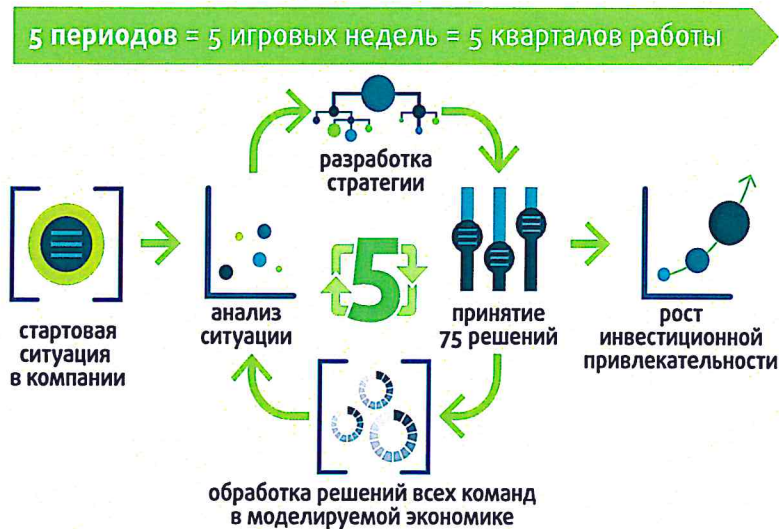 5 периодов = 5 игровых недель = 5 кварталов работы
разработка
стратегии
5
стартовая
ситуация
в компании
анализ
ситуации
принятие
75 решений
рост
инвестиционной
привлекательности
обработка решений всех команд
в моделируемой экономике